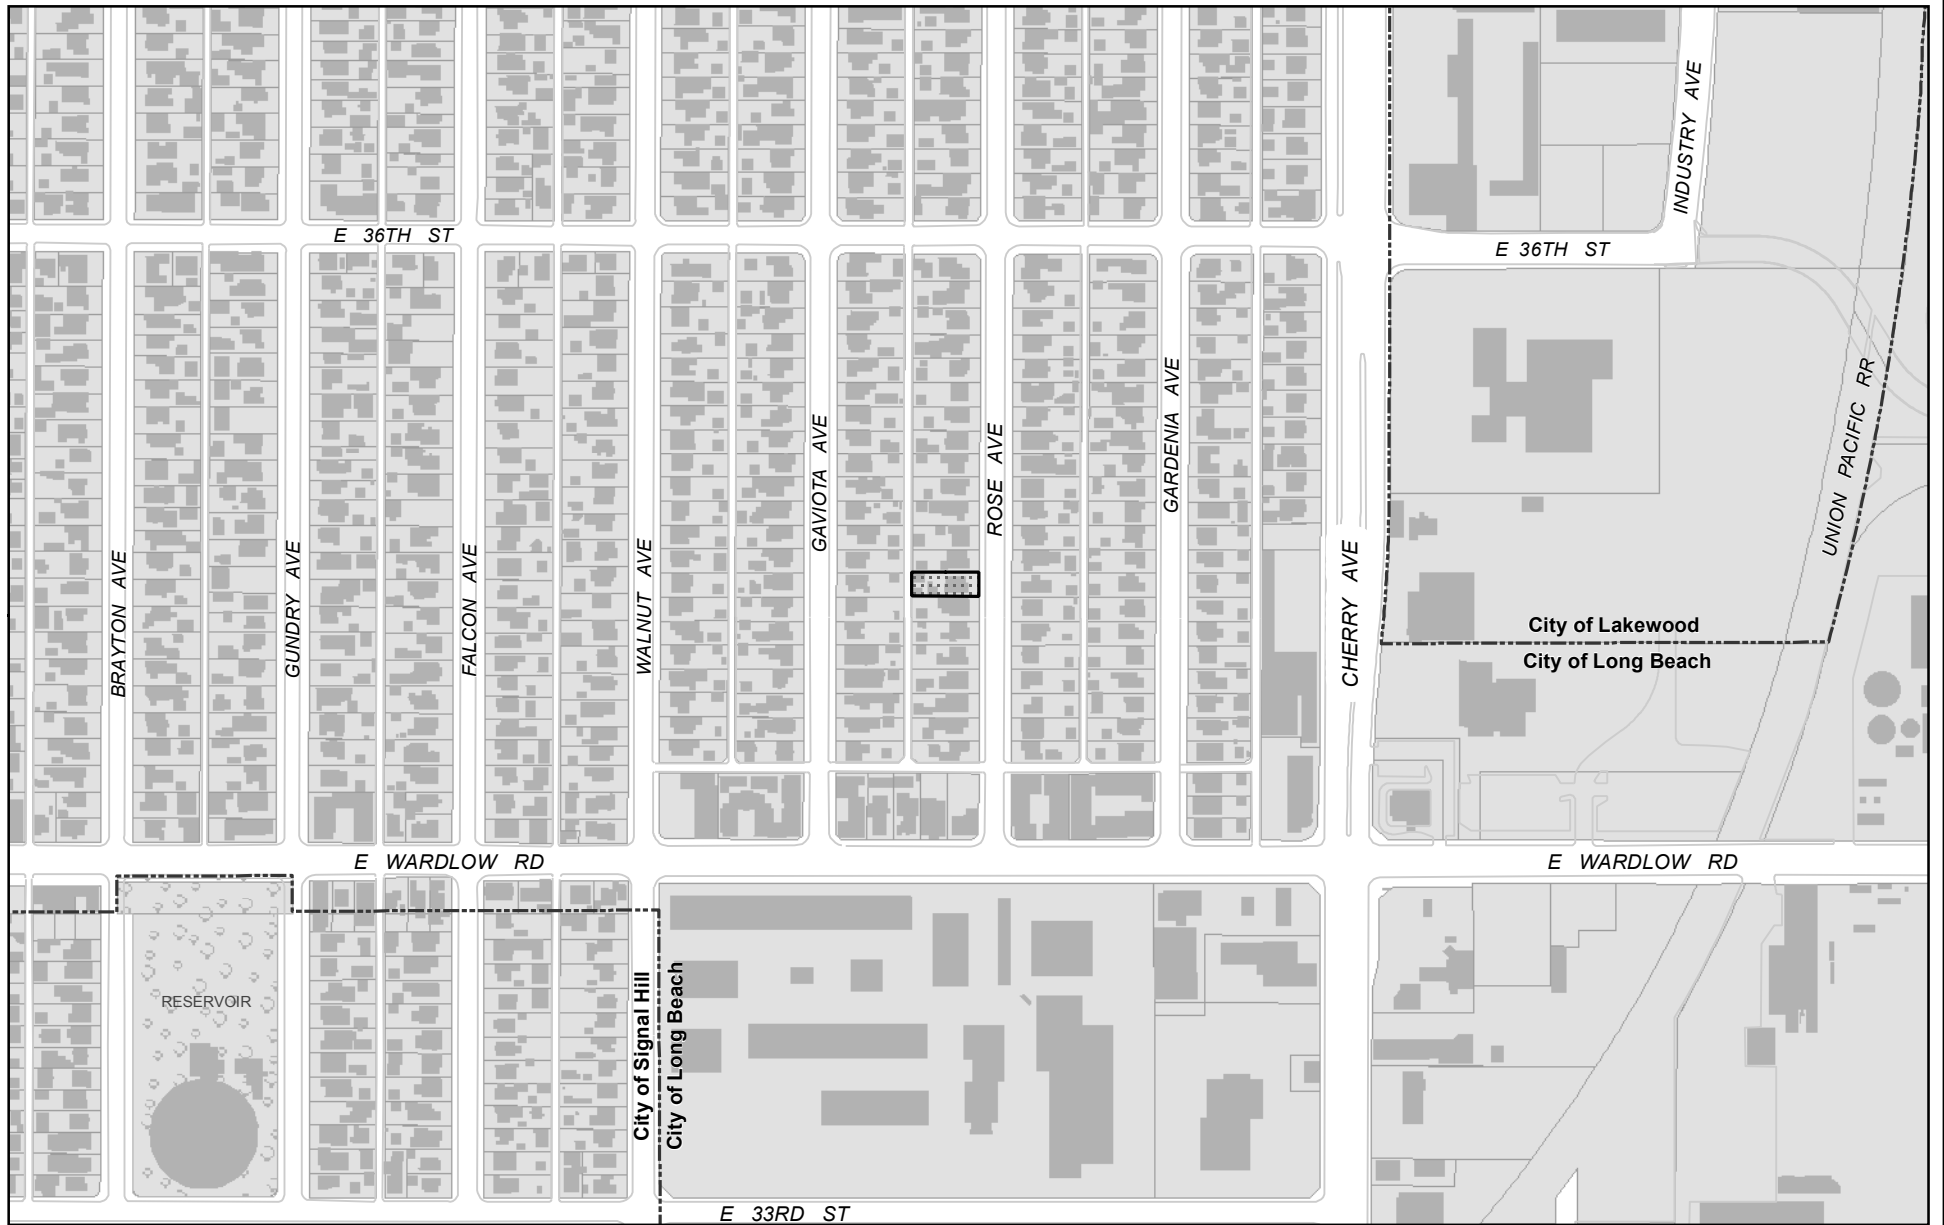 INDUSTRY AVE
E 36TH ST
E 36TH ST
UNION PACIFIC RR
GARDENIA AVE
GAVIOTA AVE
ROSE AVE
BRAYTON AVE
GUNDRY AVE
FALCON AVE
WALNUT AVE
CHERRY AVE
City of Lakewood
City of Long Beach
E WARDLOW RD
E WARDLOW RD
RESERVOIR
City of Signal Hill
City of Long Beach
E 33RD ST